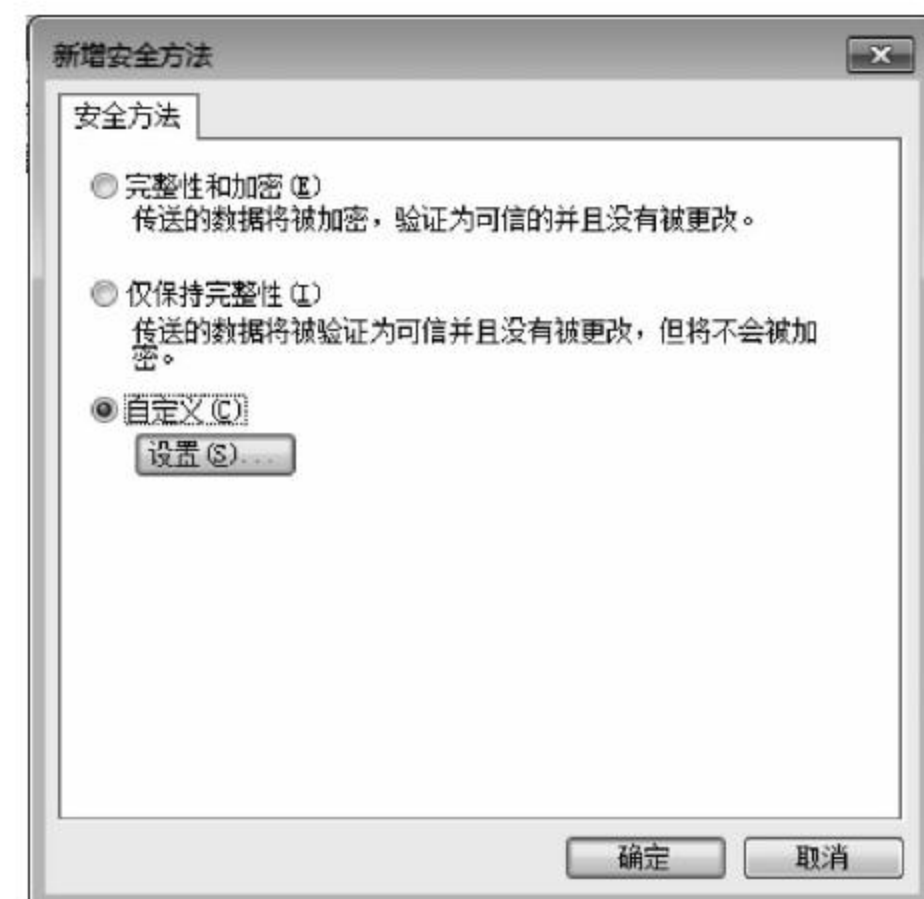 新增安全方法
安全方法
完整性和加密(E)
传送的数据将被加密，验证为可信的并且没有被更改。
仅保持完整性(I)
传送的数据将被验证为可信并且没有被更改，但将不会被加
密。
自定义(C)
设置(S)...
确定
取消